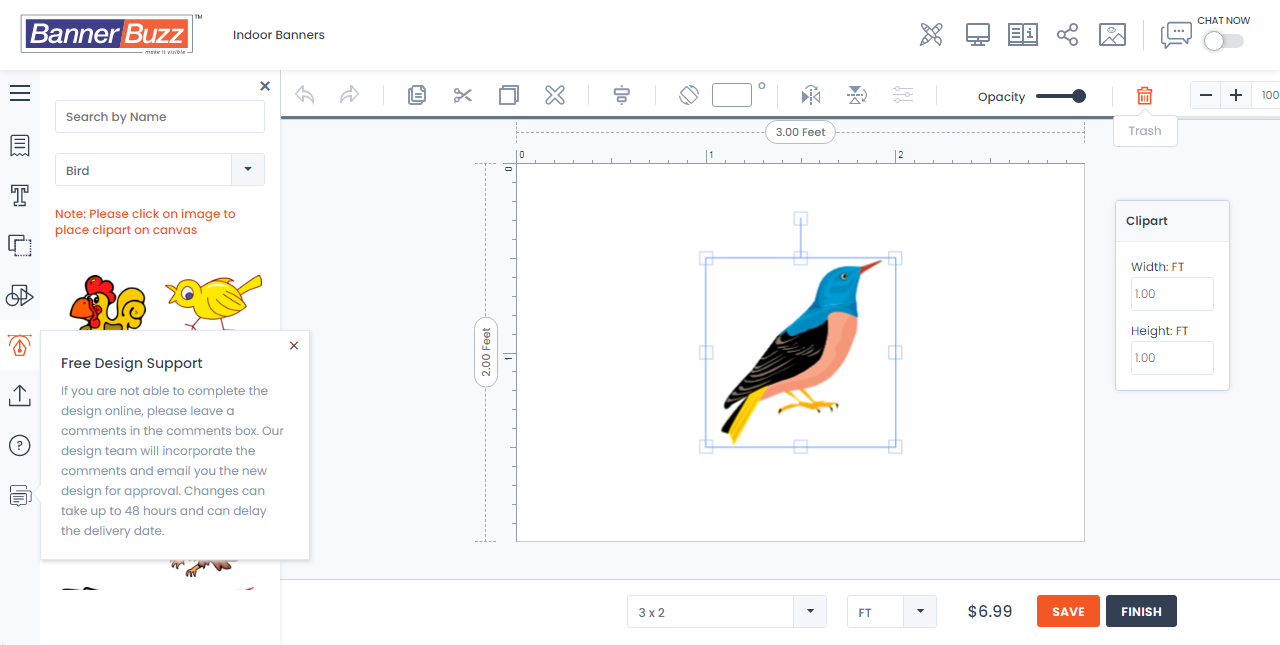 BannerBuzz
TM
make it visible
Indoor Banners
CHAT NOW
Search by Name
Bird
Note: Please click on image to
place clipart on canvas
Opacity
100
Trash
3.00 Feet
0 1 2
0
1
2.00 Feet
Clipart
Width: FT
1.00
Height: FT
1.00
Free Design Support
If you are not able to complete the
design online, please leave a
comments in the comments box. Our
design team will incorporate the
comments and email you the new
design for approval. Changes can
take up to 48 hours and can delay
the delivery date.
3 x 2
FT
$6.99
SAVE
FINISH